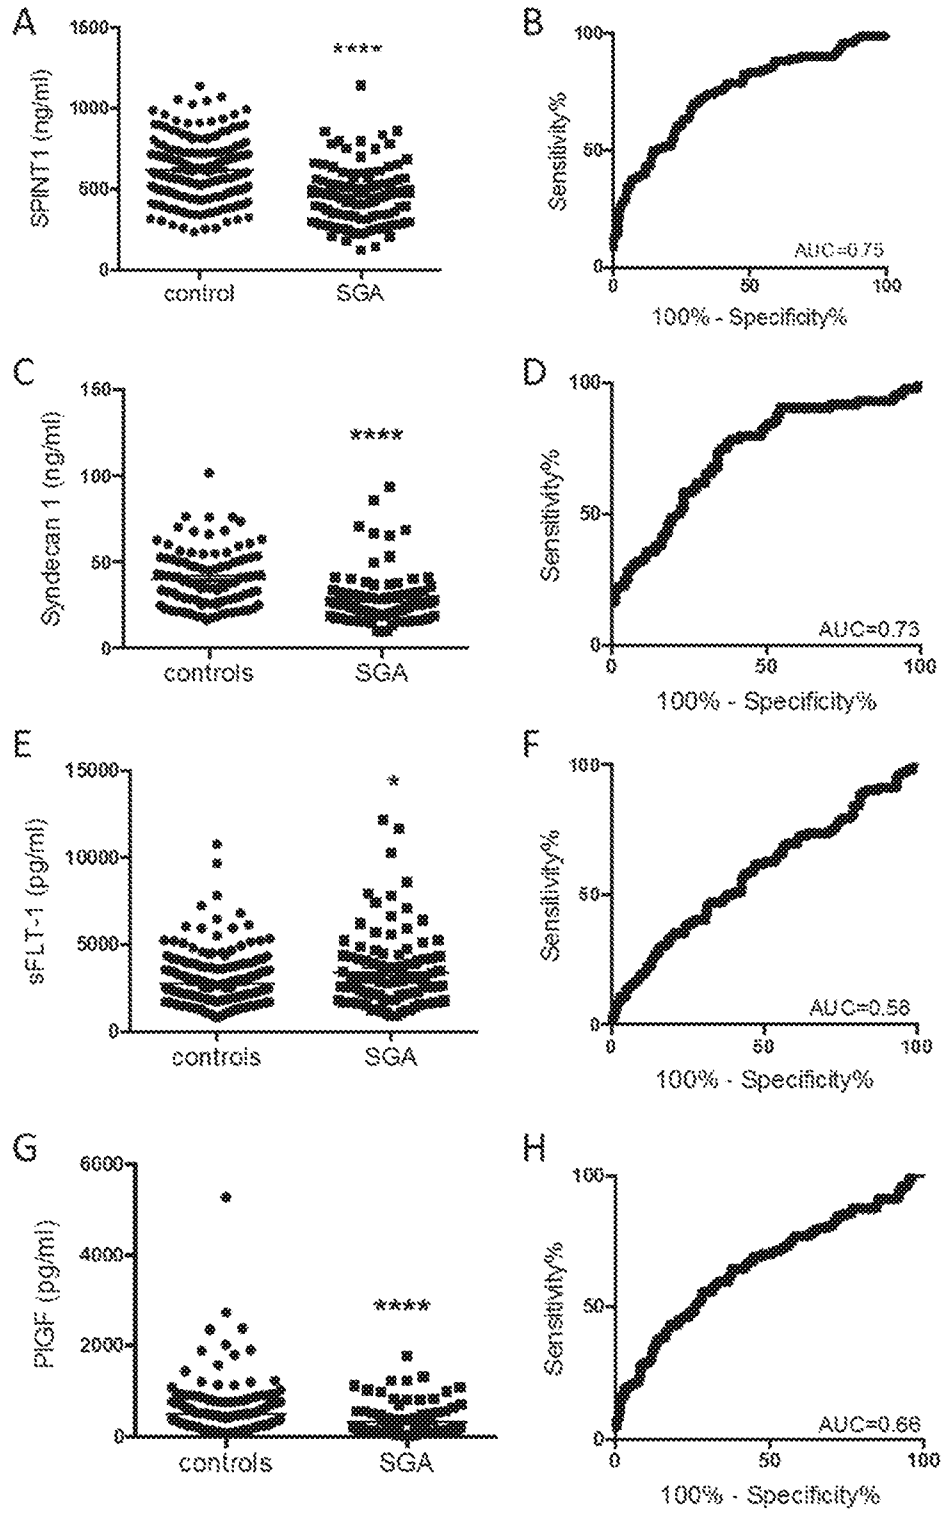 A
SPINT1 (ng/ml)
1500
1000
500
0
****
control
SGA
B
Sensitivity%
100
50
0
AUC=0.75
0
50
100
100% - Specificity%
C
Syndecan 1 (ng/ml)
150
100
50
0
****
controls
SGA
D
Sensitivity%
100
50
0
AUC=0.73
0
50
100
100% - Specificity%
E
sFLT-1 (pg/ml)
15000
10000
5000
0
*
controls
SGA
F
Sensitivity%
100
50
0
AUC=0.58
0
50
100
100% - Specificity%
G
PlGF (pg/ml)
6000
4000
2000
0
****
controls
SGA
H
Sensitivity%
100
50
0
AUC=0.66
0
50
100
100% - Specificity%